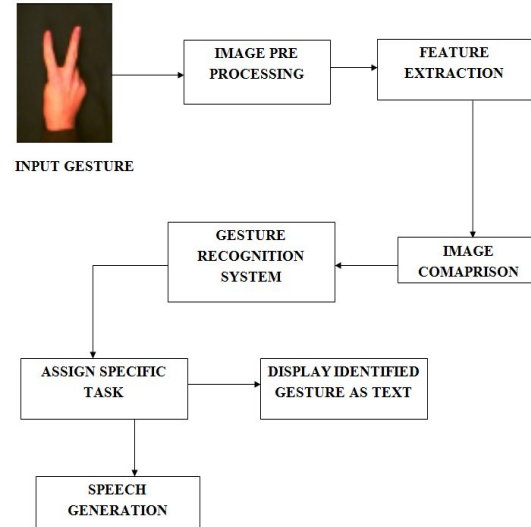 IMAGE PRE
PROCESSING
FEATURE
EXTRACTION
INPUT GESTURE
GESTURE
RECOGNITION
SYSTEM
IMAGE
COMAPRISON
ASSIGN SPECIFIC
TASK
DISPLAY IDENTIFIED
GESTURE AS TEXT
SPEECH
GENERATION